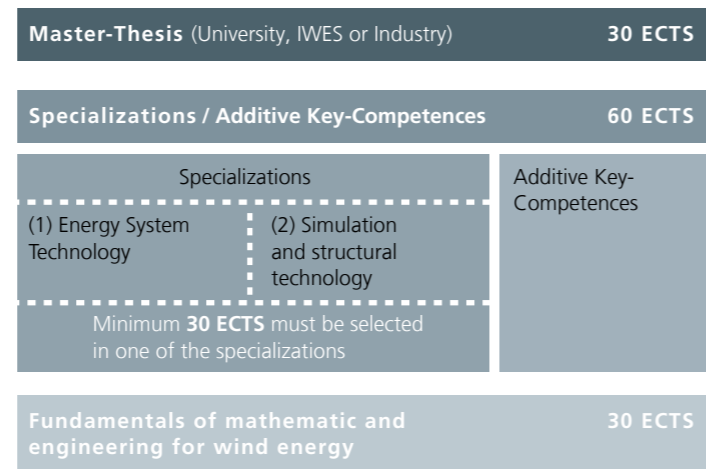 Master-Thesis (University, IWES or Industry) 30 ECTS
Specializations / Additive Key-Competences 60 ECTS
Specializations
(1) Energy System
Technology
(2) Simulation
and structural
technology
Minimum 30 ECTS must be selected
in one of the specializations
Additive Key-
Competences
Fundamentals of mathematic and 30 ECTS
engineering for wind energy